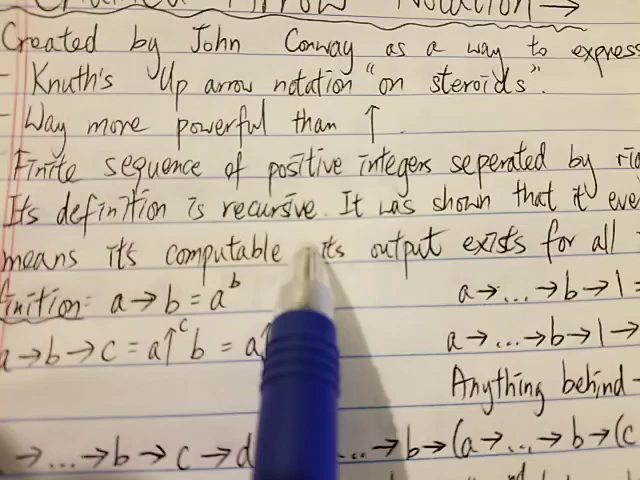 Notation →
Created by John Conway as a way to express
- Knuth's Up arrow notation "on steroids".
- Way more powerful than ↑.
Finite sequence of positive integers seperated by
Its definition is recursive. It was shown that it
means its computable its output exists for all
finition: a→b = a^b
a→...→b→1 =
a→b→c = a↑^c b = a↑
a→...→b→1→
Anything behind
→...→b→c→d ...→b→(a→...→b→(c